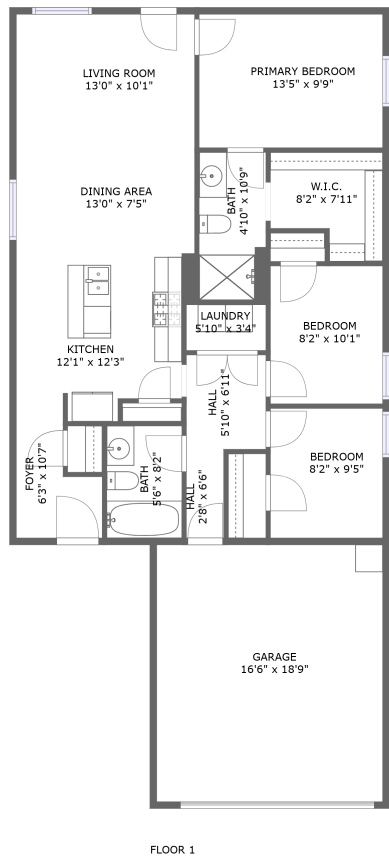 LIVING ROOM
13'0" x 10'1"
PRIMARY BEDROOM
13'5" x 9'9"
DINING AREA
13'0" x 7'5"
BATH
4'10" x 10'9"
W.I.C.
8'2" x 7'11"
LAUNDRY
5'10" x 3'4"
BEDROOM
8'2" x 10'1"
KITCHEN
12'1" x 12'3"
HALL
5'10" x 6'11"
FOYER
6'3" x 10'7"
BATH
5'6" x 8'2"
HALL
2'8" x 6'6"
BEDROOM
8'2" x 9'5"
GARAGE
16'6" x 18'9"
FLOOR 1